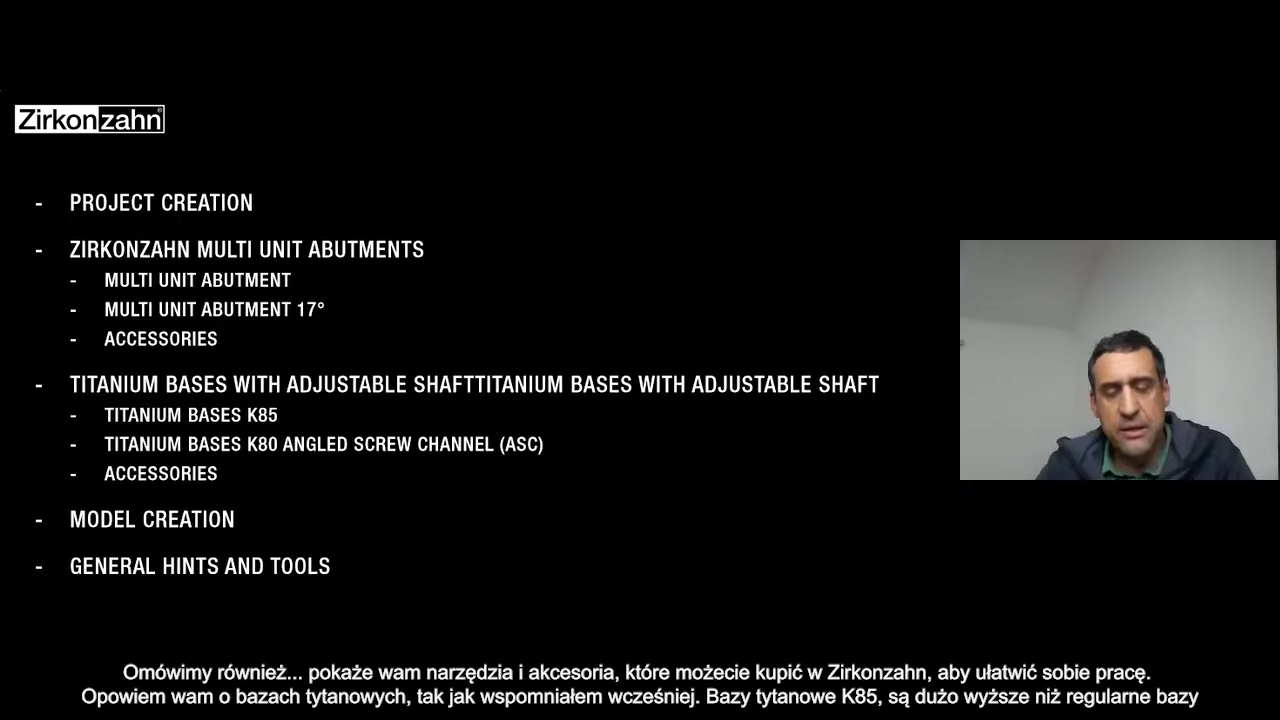 Zirkonzahn®
- PROJECT CREATION
- ZIRKONZAHN MULTI UNIT ABUTMENTS
- MULTI UNIT ABUTMENT
- MULTI UNIT ABUTMENT 17°
- ACCESSORIES
- TITANIUM BASES WITH ADJUSTABLE SHAFTTITANIUM BASES WITH ADJUSTABLE SHAFT
- TITANIUM BASES K85
- TITANIUM BASES K80 ANGLED SCREW CHANNEL (ASC)
- ACCESSORIES
- MODEL CREATION
- GENERAL HINTS AND TOOLS
Omówimy również... pokaże wam narzędzia i akcesoria, które możecie kupić w Zirkonzahn, aby ułatwić sobie pracę.
Opowiem wam o bazach tytanowych, tak jak wspomniałem wcześniej. Bazy tytanowe K85, są dużo wyższe niż regularne bazy